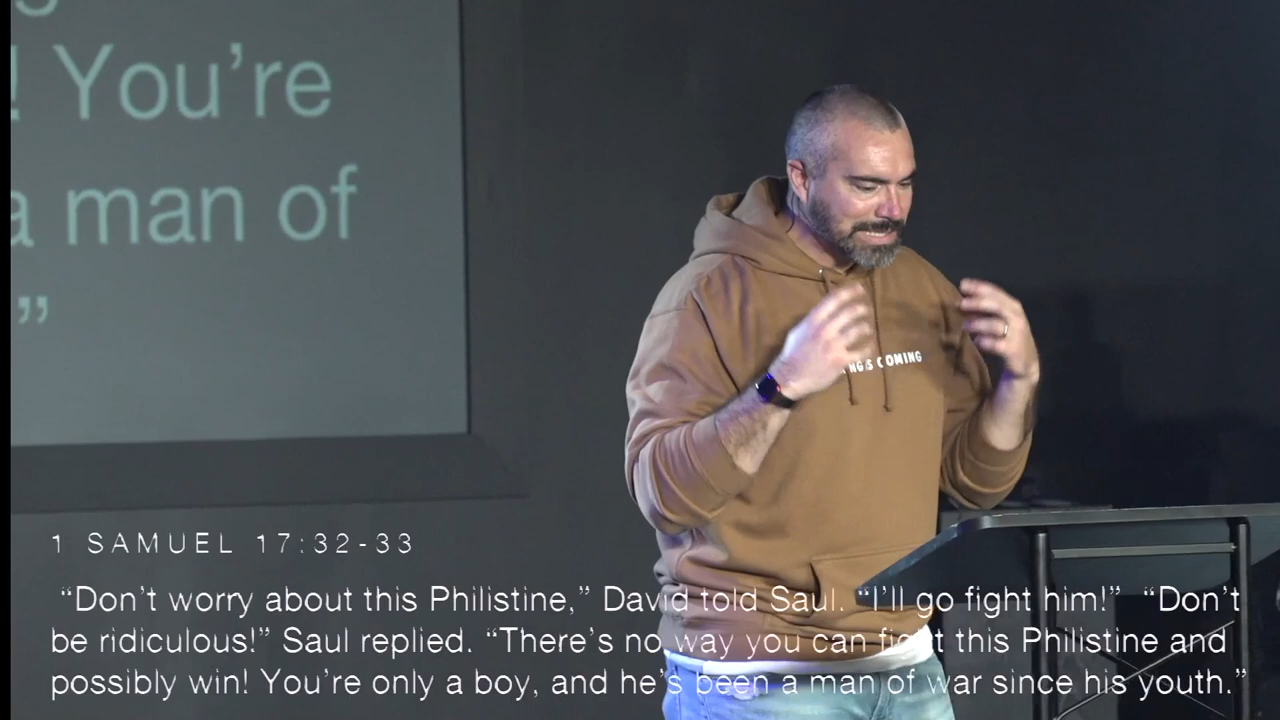 ! You're
a man of
”
NG IS COMING
1 SAMUEL 17:32-33
“Don't worry about this Philistine,” David told Saul. “I'll go fight him!” “Don't
be ridiculous!” Saul replied. “There's no way you can fight this Philistine and
possibly win! You're only a boy, and he's been a man of war since his youth.”